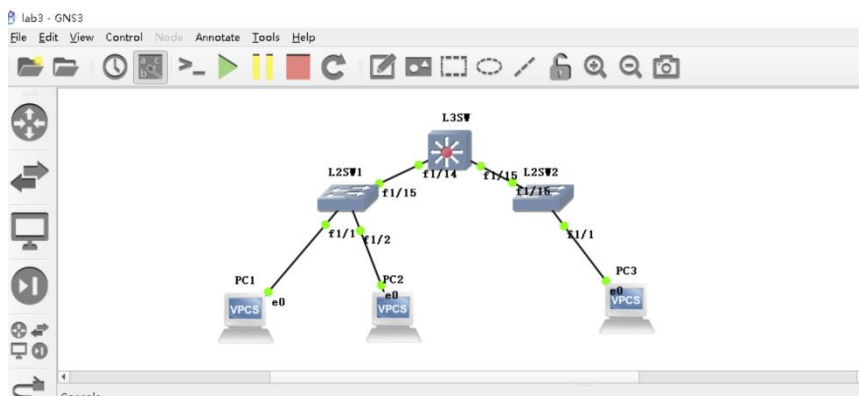 lab3 - GNS3
File Edit View Control Node Annotate Tools Help
L3SW
L2SW1
f1/14
f1/15
L2SW2
f1/15
f1/15
f1/1
f1/2
f1/1
PC1
PC2
PC3
e0
e0
e0
VPCS
VPCS
VPCS
Console